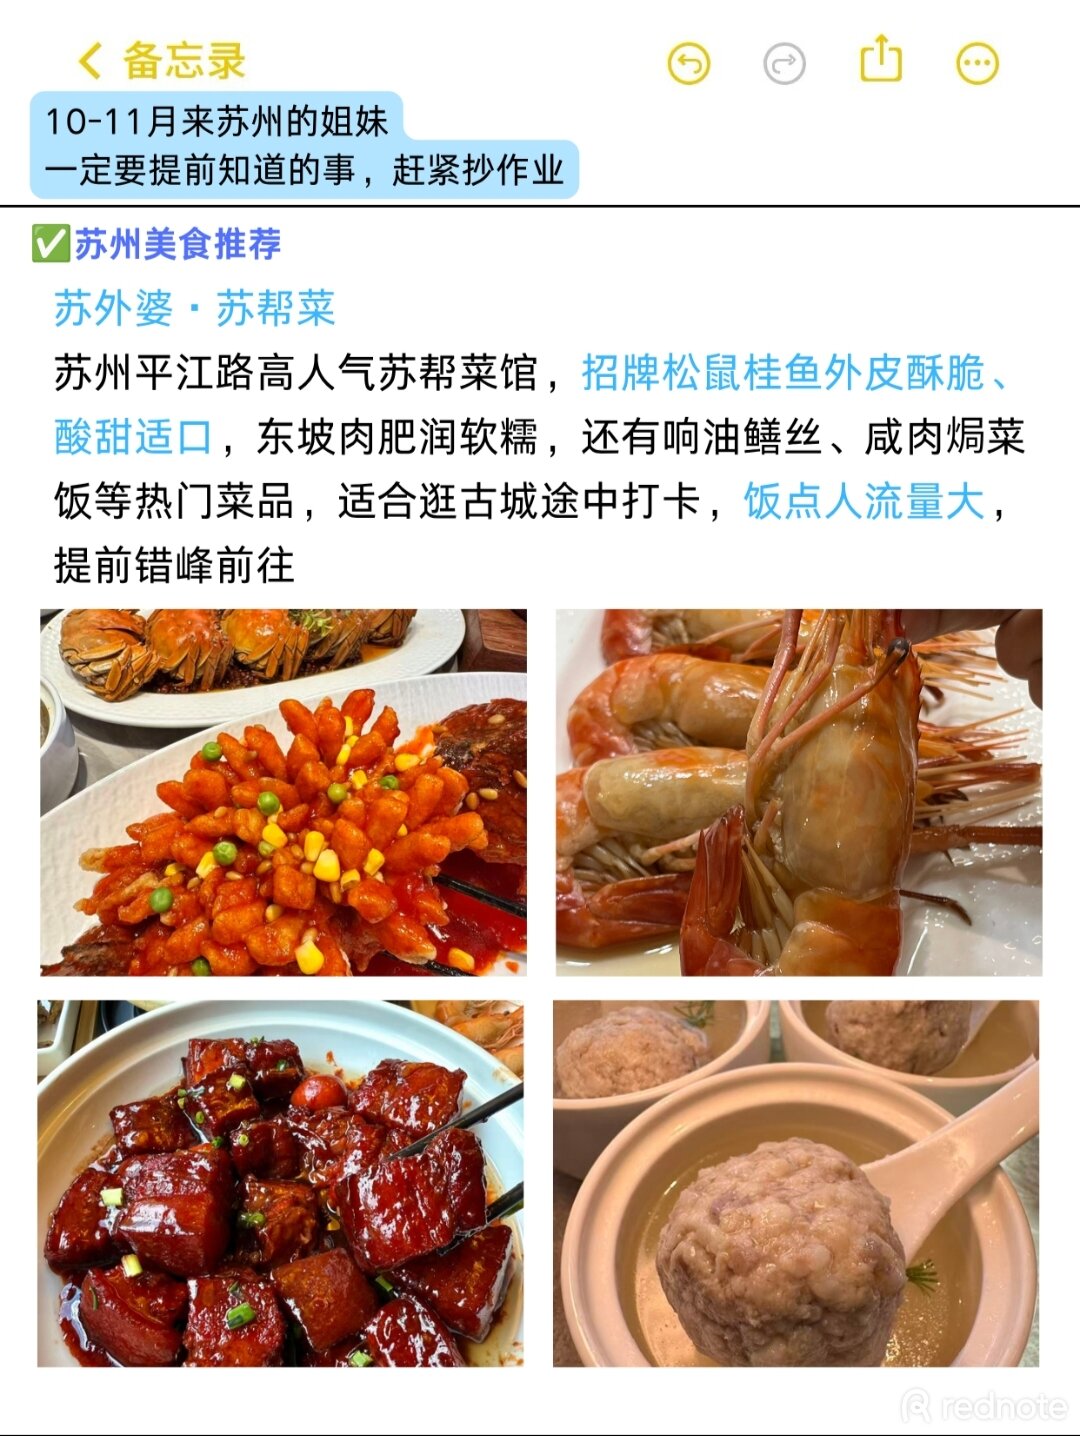 备忘录
10-11月来苏州的姐妹
一定要提前知道的事，赶紧抄作业
✅苏州美食推荐
苏外婆·苏帮菜
苏州平江路高人气苏帮菜馆，招牌松鼠桂鱼外皮酥脆、
酸甜适口，东坡肉肥润软糯，还有响油鳝丝、咸肉焗菜
饭等热门菜品，适合逛古城途中打卡，饭点人流量大，
提前错峰前往
rednote